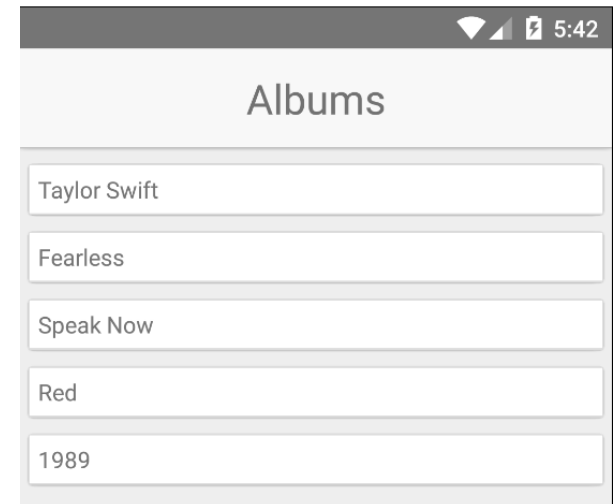 5:42
Albums
Taylor Swift
Fearless
Speak Now
Red
1989